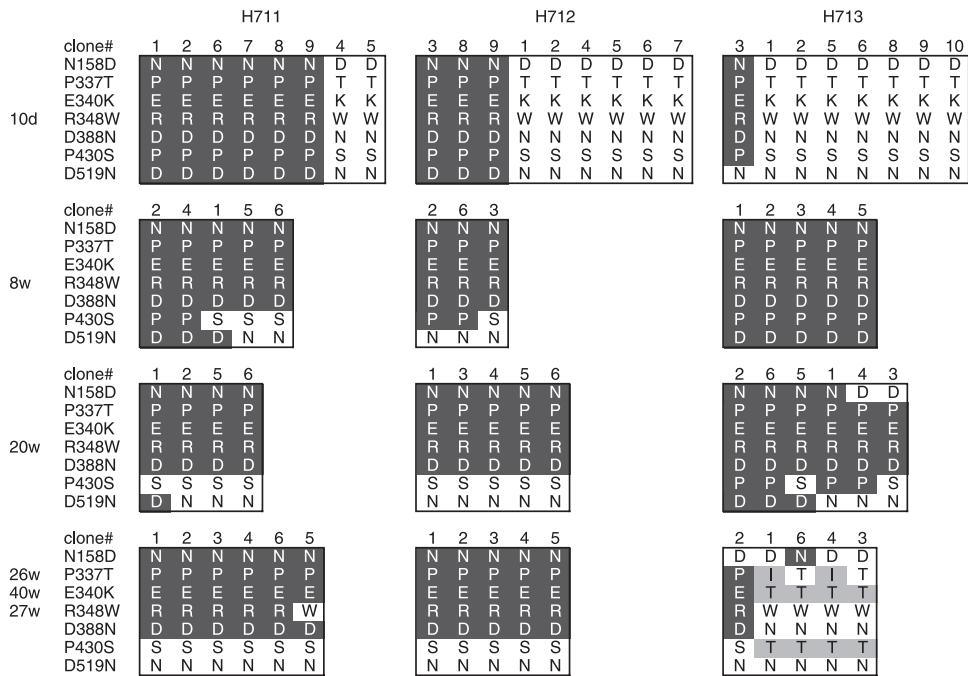 H711 H712 H713
clone# 1 2 6 7 8 9 4 5 3 8 9 1 2 4 5 6 7 3 1 2 5 6 8 9 10
N158D N N N N N N D D N N N D D D D D D N D D D D D D D
P337T P P P P P P T T P P P T T T T T T P T T T T T T T
E340K E E E E E E K K E E E K K K K K K E K K K K K K K
10d R348W R R R R R R W W R R R W W W W W W R W W W W W W W
D388N D D D D D D N N D D D N N N N N N D N N N N N N N
P430S P P P P P P S S P P P S S S S S S P S S S S S S S
D519N D D D D D D N N D D D N N N N N N N N N N N N N N
clone# 2 4 1 5 6 2 6 3 1 2 3 4 5
N158D N N N N N N N N N N N N N
P337T P P P P P P P P P P P P P
E340K E E E E E E E E E E E E E
8w R348W R R R R R R R R R R R R R
D388N D D D D D D D D D D D D D
P430S P P S S S P P S P P P P P
D519N D D D N N N N N D D D D D
clone# 1 2 5 6 1 3 4 5 6 2 6 5 1 4 3
N158D N N N N N N N N N N N N N D D
P337T P P P P P P P P P P P P P P P
E340K E E E E E E E E E E E E E E E
20w R348W R R R R R R R R R R R R R R R
D388N D D D D D D D D D D D D D D D
P430S S S S S S S S S S P P S P P S
D519N D N N N N N N N N D D D N N N
clone# 1 2 3 4 6 5 1 2 3 4 5 2 1 6 4 3
N158D N N N N N N N N N N N D D N D D
26w P337T P P P P P P P P P P P P I T I T
40w E340K E E E E E E E E E E E E T T T T
27w R348W R R R R R W R R R R R R W W W W
D388N D D D D D D D D D D D D N N N N
P430S S S S S S S S S S S S S T T T T
D519N N N N N N N N N N N N N N N N N